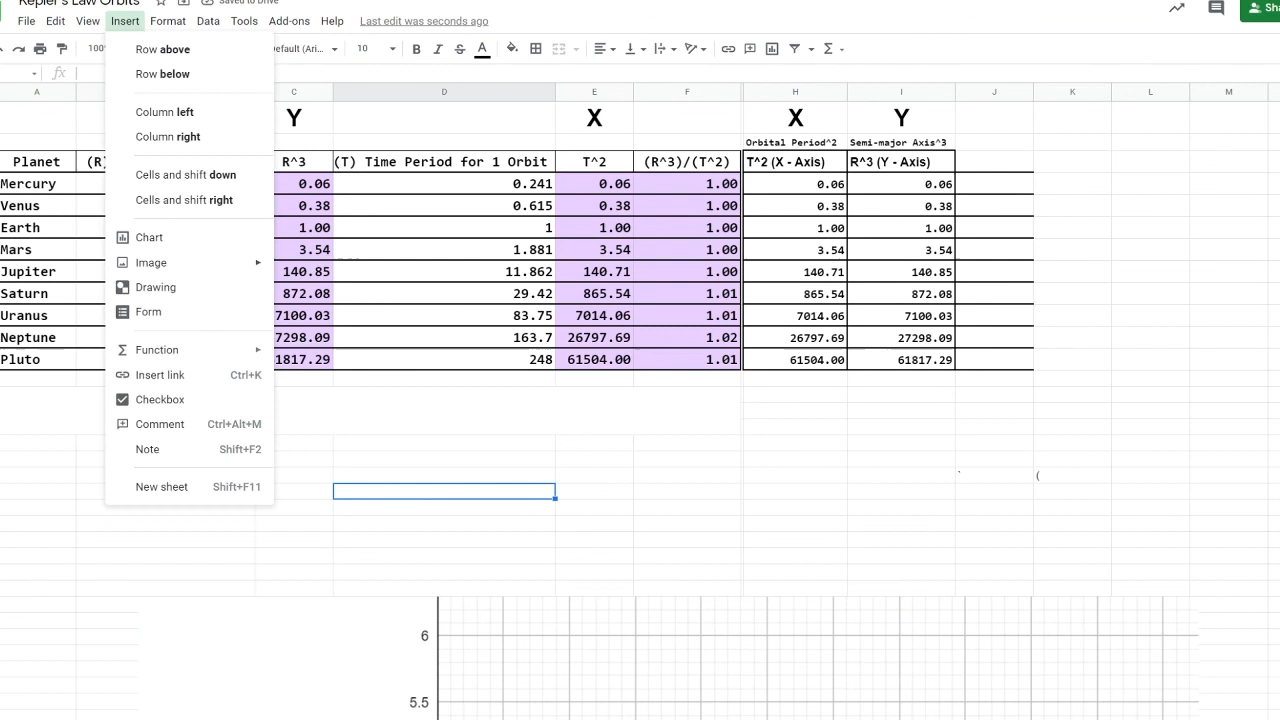 Kepler's Law Orbits Saved to Drive
File Edit View Insert Format Data Tools Add-ons Help Last edit was seconds ago
100 Default (Ari... 10 B I S A
fx
A C D E F H I J K L M
Y X X Y
Orbital Period^2 Semi-major Axis^3
Planet (R) R^3 (T) Time Period for 1 Orbit T^2 (R^3)/(T^2) T^2 (X - Axis) R^3 (Y - Axis)
Mercury 0.06 0.241 0.06 1.00 0.06 0.06
Venus 0.38 0.615 0.38 1.00 0.38 0.38
Earth 1.00 1 1.00 1.00 1.00 1.00
Mars 3.54 1.881 3.54 1.00 3.54 3.54
Jupiter 140.85 11.862 140.71 1.00 140.71 140.85
Saturn 872.08 29.42 865.54 1.01 865.54 872.08
Uranus 7100.03 83.75 7014.06 1.01 7014.06 7100.03
Neptune 7298.09 163.7 26797.69 1.02 26797.69 27298.09
Pluto 1817.29 248 61504.00 1.01 61504.00 61817.29
Row above
Row below
Column left
Column right
Cells and shift down
Cells and shift right
Chart
Image
Drawing
Form
Function
Insert link Ctrl+K
Checkbox
Comment Ctrl+Alt+M
Note Shift+F2
New sheet Shift+F11
(
6
5.5